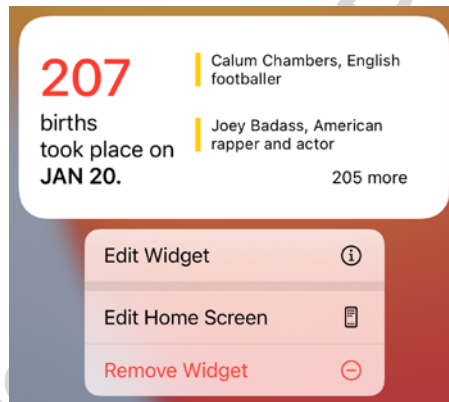 207
births
took place on
JAN 20.
Calum Chambers, English
footballer
Joey Badass, American
rapper and actor
205 more
Edit Widget
Edit Home Screen
Remove Widget